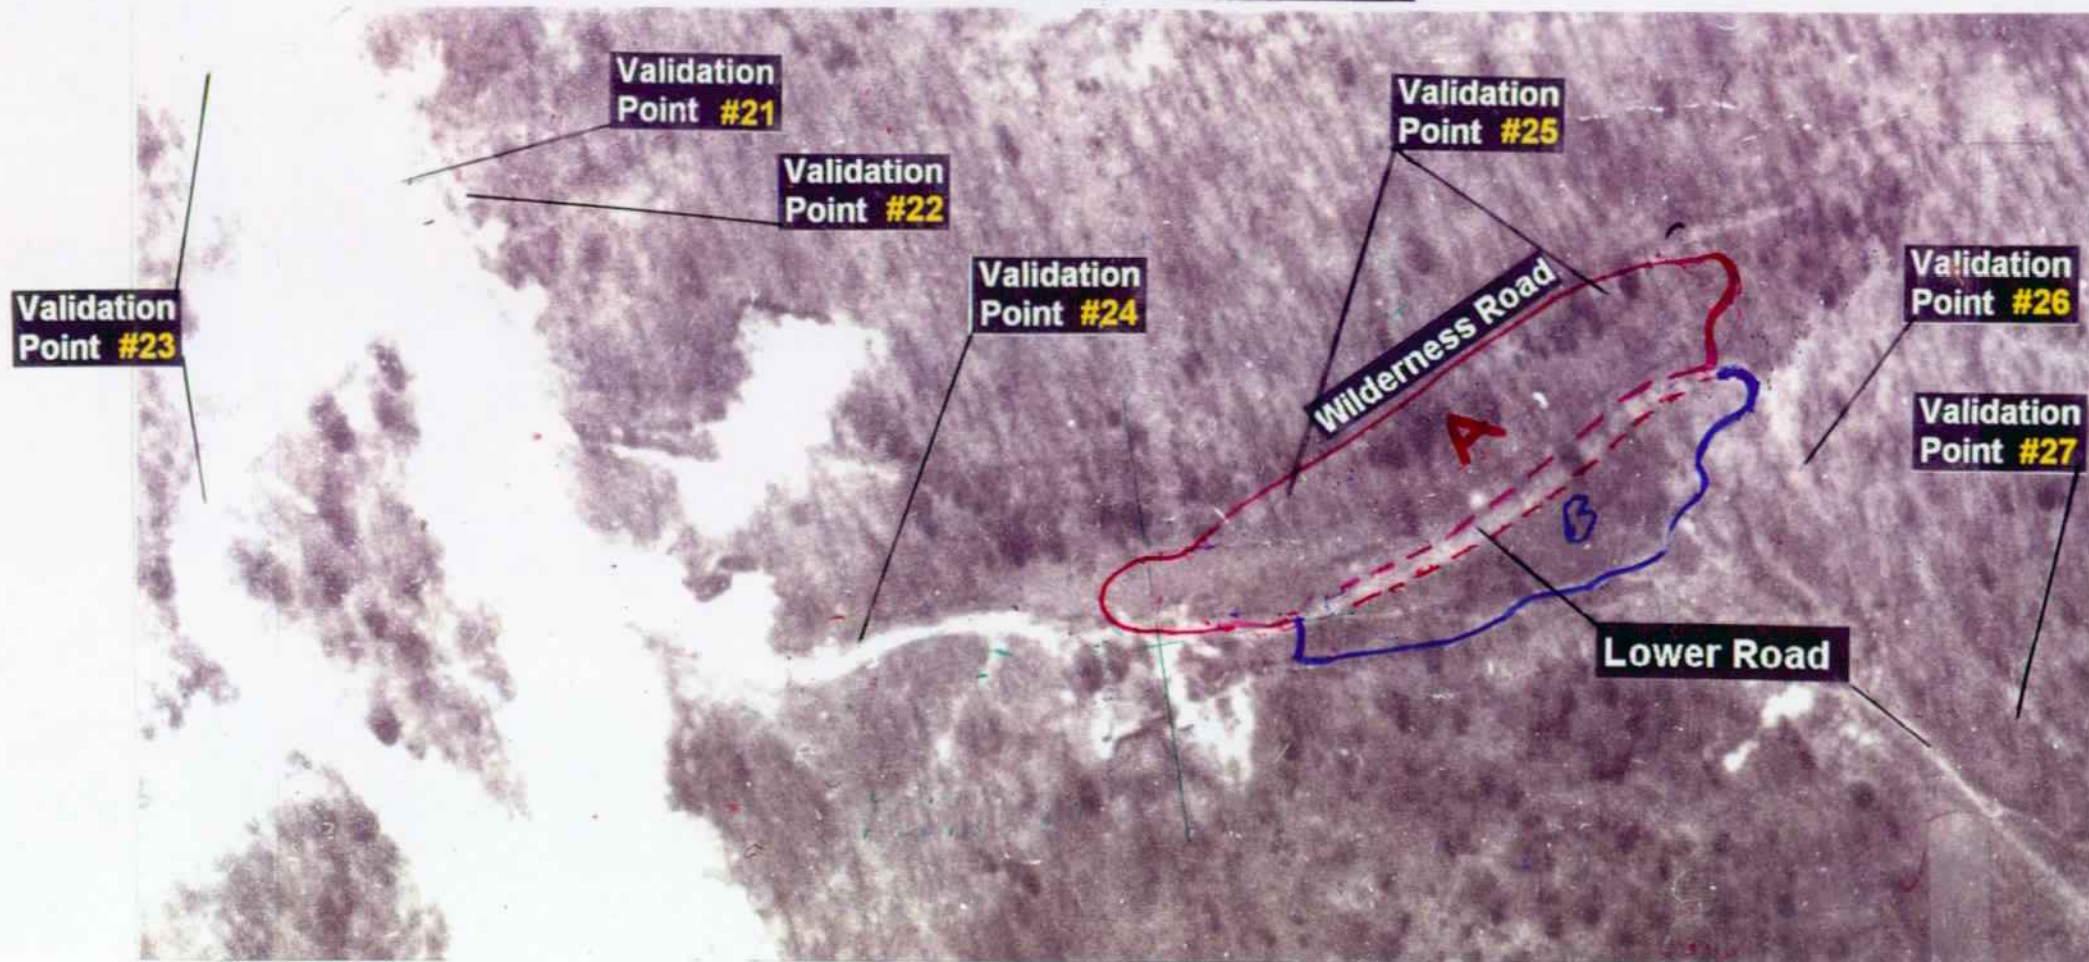 Validation
Point #21
Validation
Point #22
Validation
Point #23
Validation
Point #24
Validation
Point #25
Validation
Point #26
Validation
Point #27
Wilderness Road
A
B
Lower Road